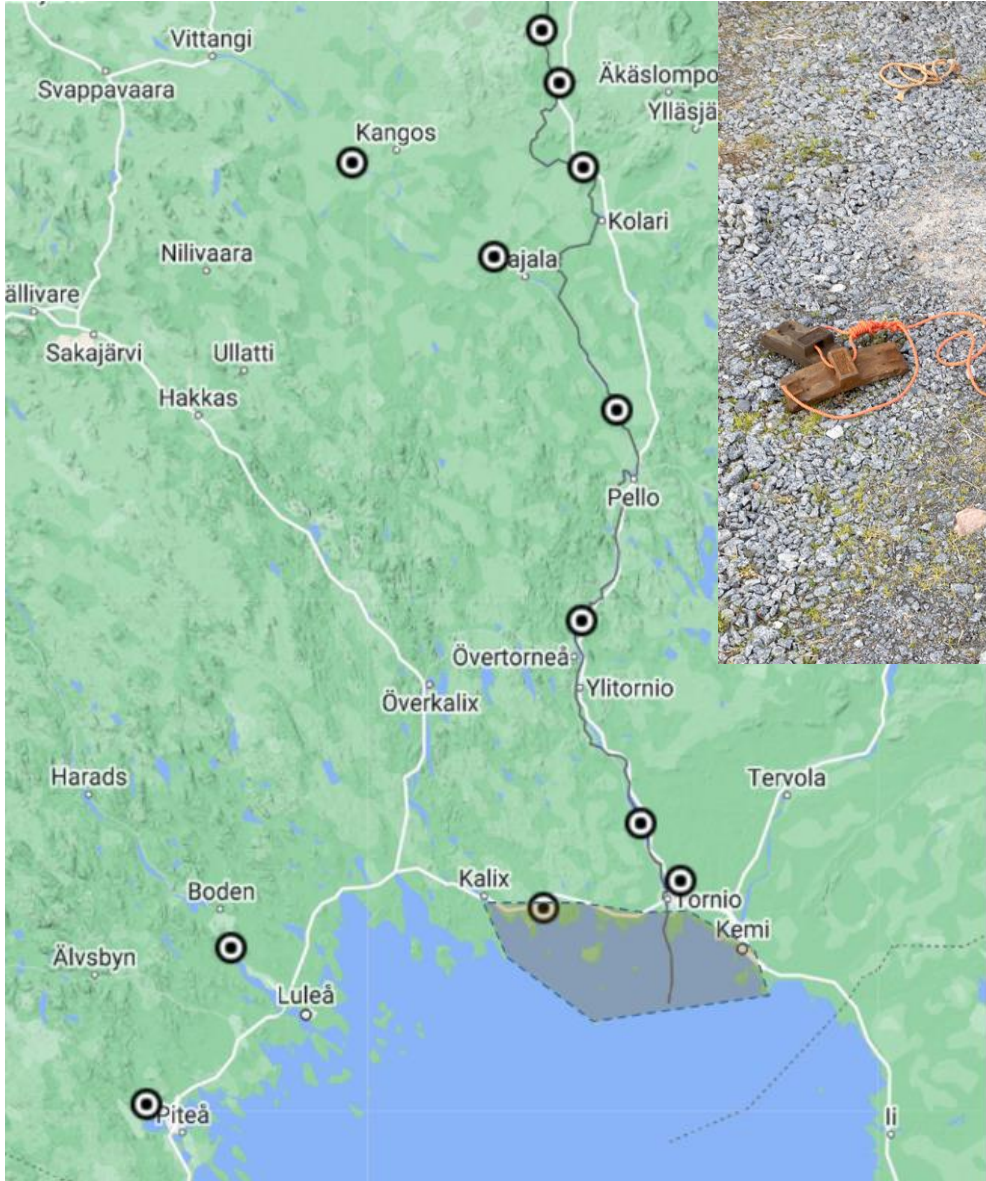 Vittangi
Svappavaara
Äkäslompo
Ylläsjä
Kangos
Kolari
Nilivaara
ajala
ällivare
Sakajärvi
Ullatti
Hakkas
Pello
Övertorneå
Ylitornio
Överkalix
Harads
Tervola
Kalix
Boden
Tornio
Kemi
Älvsbyn
Luleå
Piteå
Ii